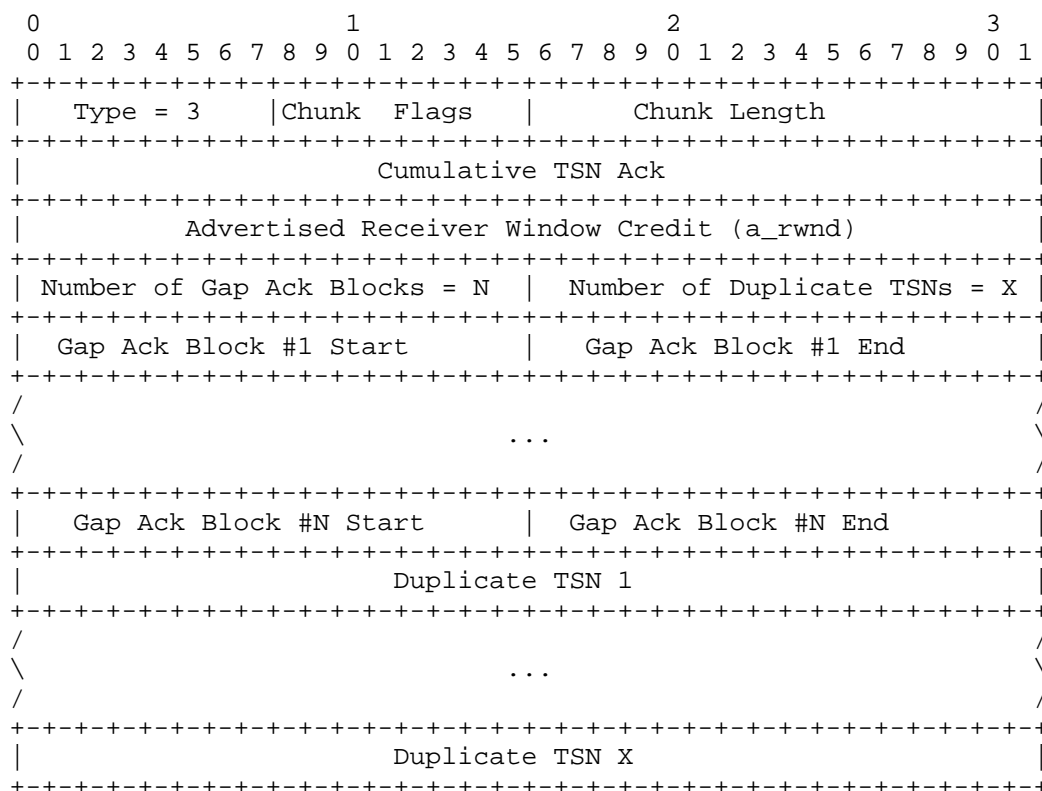 0                   1                   2                   3
 0 1 2 3 4 5 6 7 8 9 0 1 2 3 4 5 6 7 8 9 0 1 2 3 4 5 6 7 8 9 0 1
+-+-+-+-+-+-+-+-+-+-+-+-+-+-+-+-+-+-+-+-+-+-+-+-+-+-+-+-+-+-+-+-+
|   Type = 3    |Chunk  Flags   |      Chunk Length             |
+-+-+-+-+-+-+-+-+-+-+-+-+-+-+-+-+-+-+-+-+-+-+-+-+-+-+-+-+-+-+-+-+
|                      Cumulative TSN Ack                       |
+-+-+-+-+-+-+-+-+-+-+-+-+-+-+-+-+-+-+-+-+-+-+-+-+-+-+-+-+-+-+-+-+
|          Advertised Receiver Window Credit (a_rwnd)           |
+-+-+-+-+-+-+-+-+-+-+-+-+-+-+-+-+-+-+-+-+-+-+-+-+-+-+-+-+-+-+-+-+
| Number of Gap Ack Blocks = N  |  Number of Duplicate TSNs = X |
+-+-+-+-+-+-+-+-+-+-+-+-+-+-+-+-+-+-+-+-+-+-+-+-+-+-+-+-+-+-+-+-+
|  Gap Ack Block #1 Start       |   Gap Ack Block #1 End        |
+-+-+-+-+-+-+-+-+-+-+-+-+-+-+-+-+-+-+-+-+-+-+-+-+-+-+-+-+-+-+-+-+
/                                                               /
\                              ...                              \
/                                                               /
+-+-+-+-+-+-+-+-+-+-+-+-+-+-+-+-+-+-+-+-+-+-+-+-+-+-+-+-+-+-+-+-+
|   Gap Ack Block #N Start      |  Gap Ack Block #N End         |
+-+-+-+-+-+-+-+-+-+-+-+-+-+-+-+-+-+-+-+-+-+-+-+-+-+-+-+-+-+-+-+-+
|                       Duplicate TSN 1                         |
+-+-+-+-+-+-+-+-+-+-+-+-+-+-+-+-+-+-+-+-+-+-+-+-+-+-+-+-+-+-+-+-+
/                                                               /
\                              ...                              \
/                                                               /
+-+-+-+-+-+-+-+-+-+-+-+-+-+-+-+-+-+-+-+-+-+-+-+-+-+-+-+-+-+-+-+-+
|                       Duplicate TSN X                         |
+-+-+-+-+-+-+-+-+-+-+-+-+-+-+-+-+-+-+-+-+-+-+-+-+-+-+-+-+-+-+-+-+